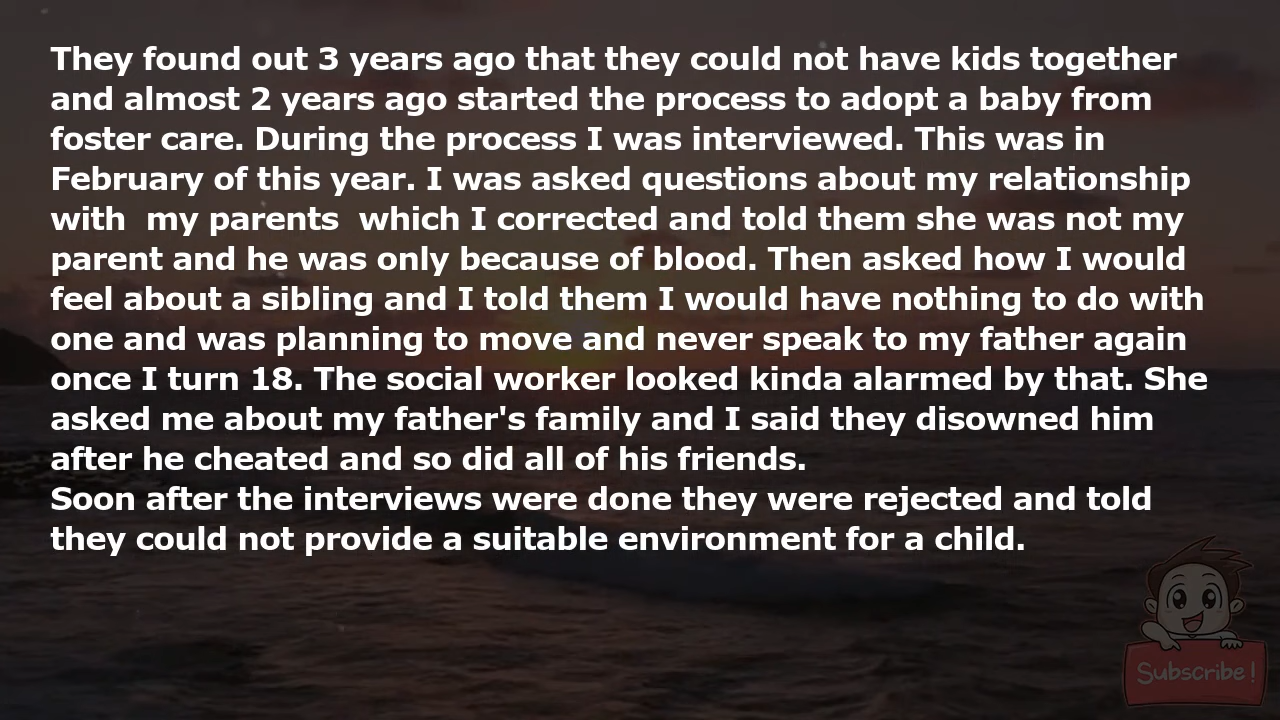 They found out 3 years ago that they could not have kids together
and almost 2 years ago started the process to adopt a baby from
foster care. During the process I was interviewed. This was in
February of this year. I was asked questions about my relationship
with  my parents  which I corrected and told them she was not my
parent and he was only because of blood. Then asked how I would
feel about a sibling and I told them I would have nothing to do with
one and was planning to move and never speak to my father again
once I turn 18. The social worker looked kinda alarmed by that. She
asked me about my father's family and I said they disowned him
after he cheated and so did all of his friends.
Soon after the interviews were done they were rejected and told
they could not provide a suitable environment for a child.
Subscribe!